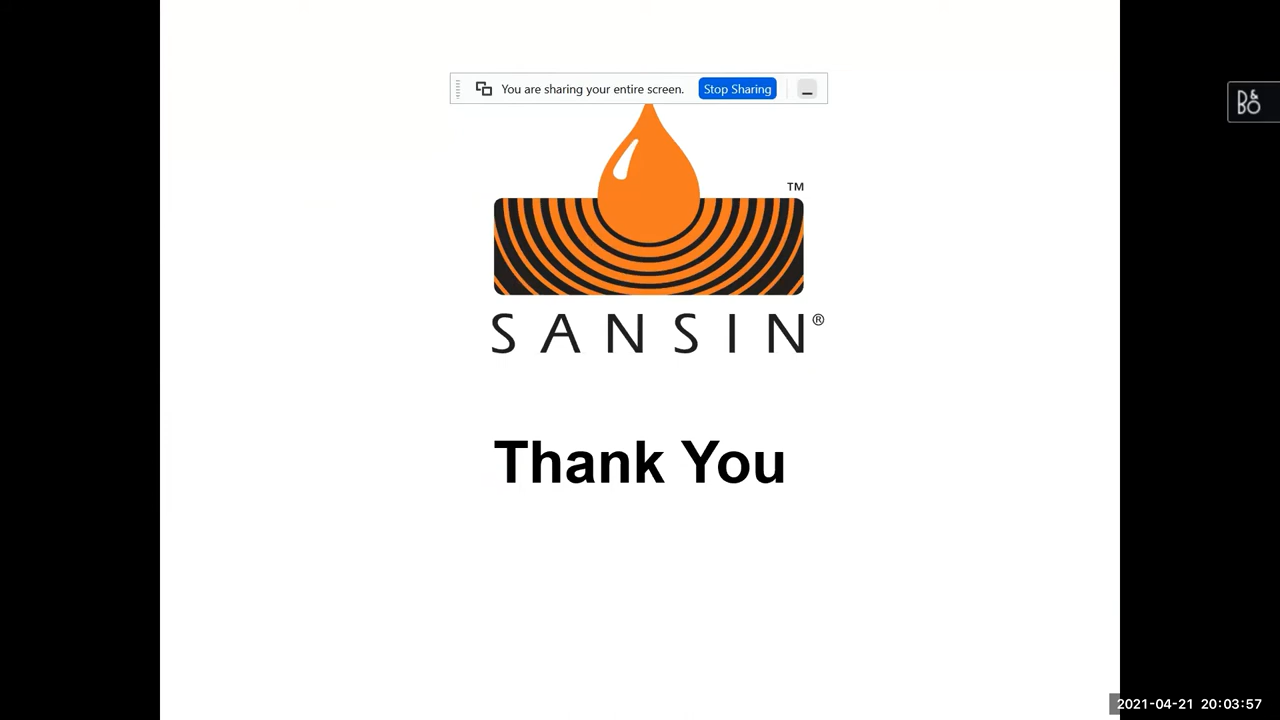 You are sharing your entire screen. Stop Sharing
B&O
TM
SANSIN®
Thank You
2021-04-21 20:03:57